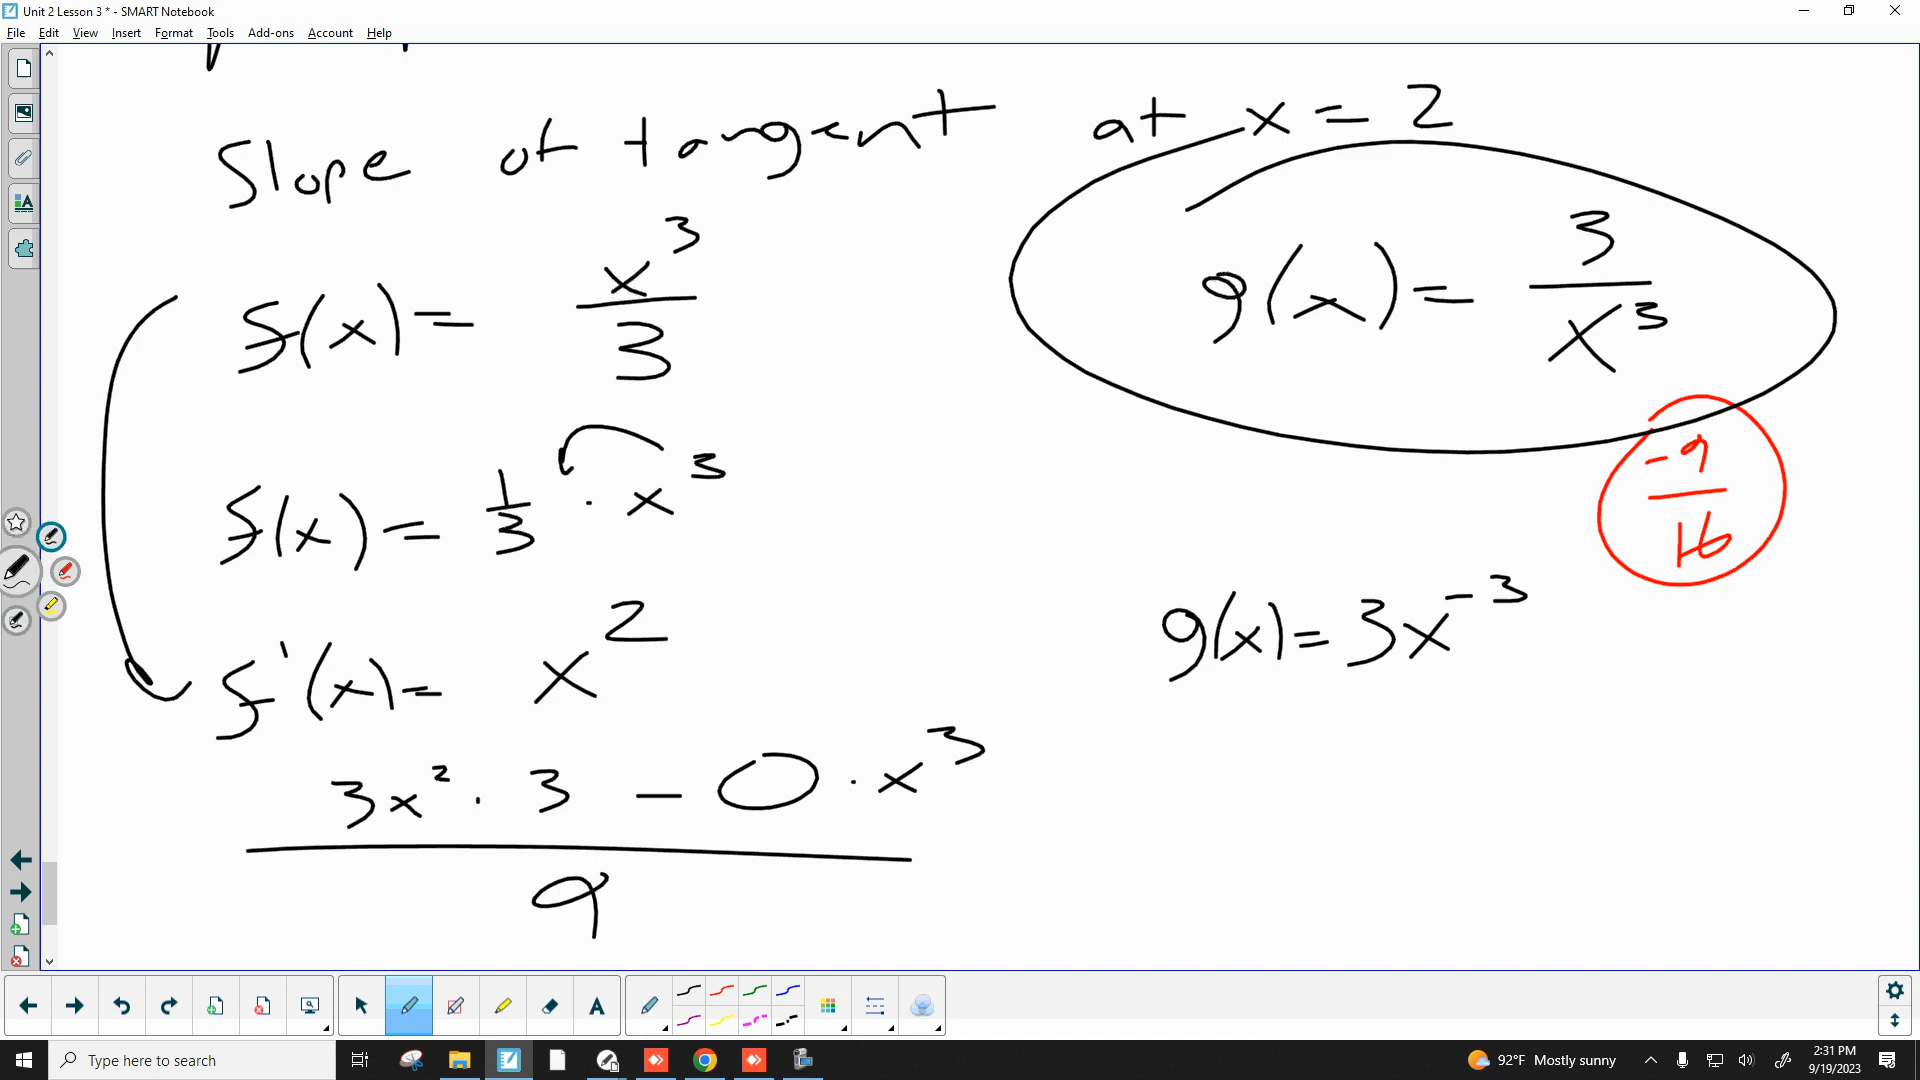 Unit 2 Lesson 3 * - SMART Notebook
File Edit View Insert Format Tools Add-ons Account Help
Slope of tangent at x = 2
f(x) = x³/3
g(x) = 3/x³
-9/16
f(x) = 1/3 · x³
g(x) = 3x⁻³
f'(x) = x²
3x² · 3 - 0 · x³
9
Type here to search
92°F Mostly sunny
2:31 PM
9/19/2023